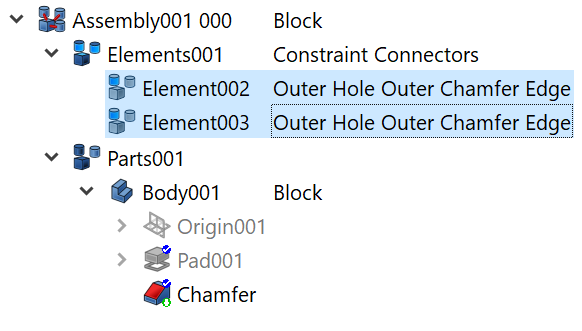 Assembly001 000 Block
Elements001 Constraint Connectors
Element002 Outer Hole Outer Chamfer Edge
Element003 Outer Hole Outer Chamfer Edge
Parts001
Body001 Block
Origin001
Pad001
Chamfer